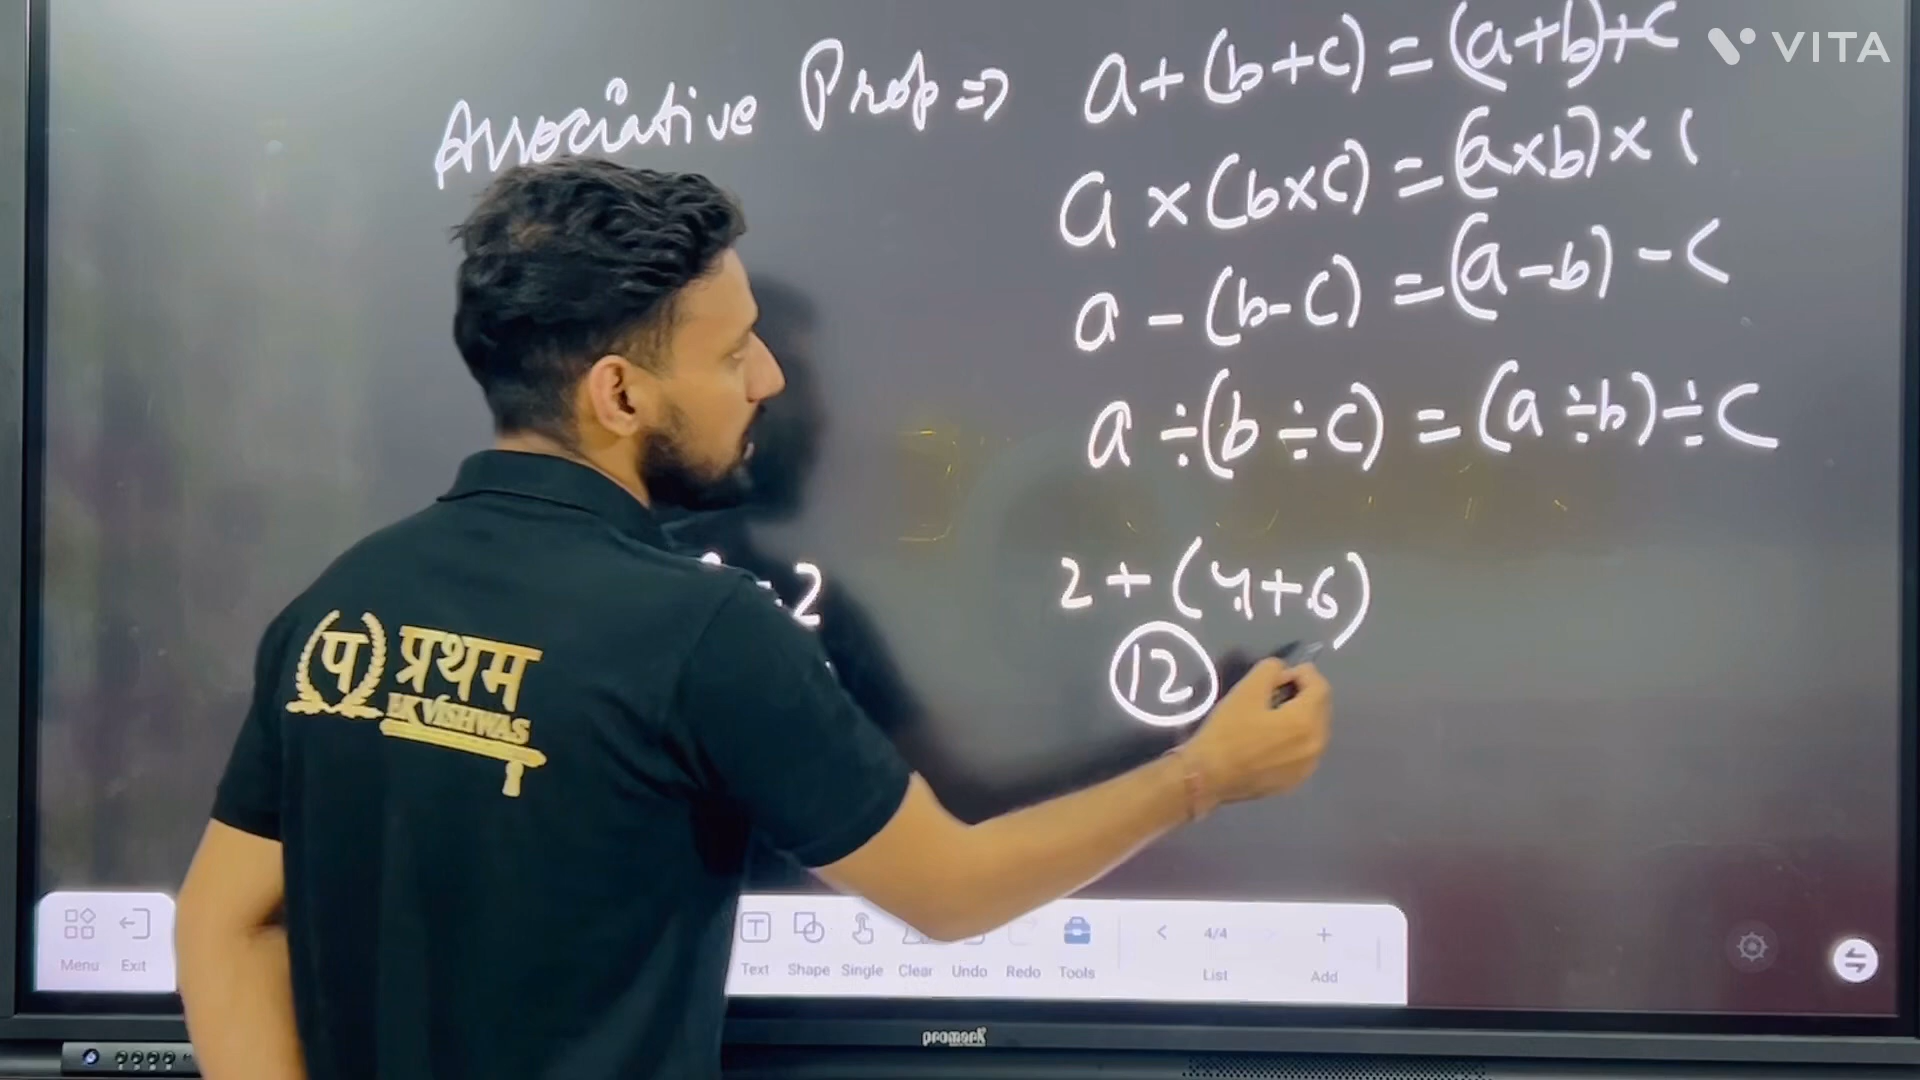 VITA
Associative Prop ⇒ a + (b + c) = (a + b) + c
a × (b × c) = (a × b) × c
a - (b - c) = (a - b) - c
a ÷ (b ÷ c) = (a ÷ b) ÷ c
2
2 + (4 + 6)
12
प प्रथम
EK VISHWAS
Menu Exit Text Shape Single Clear Undo Redo Tools < 4/4 List + Add
promark